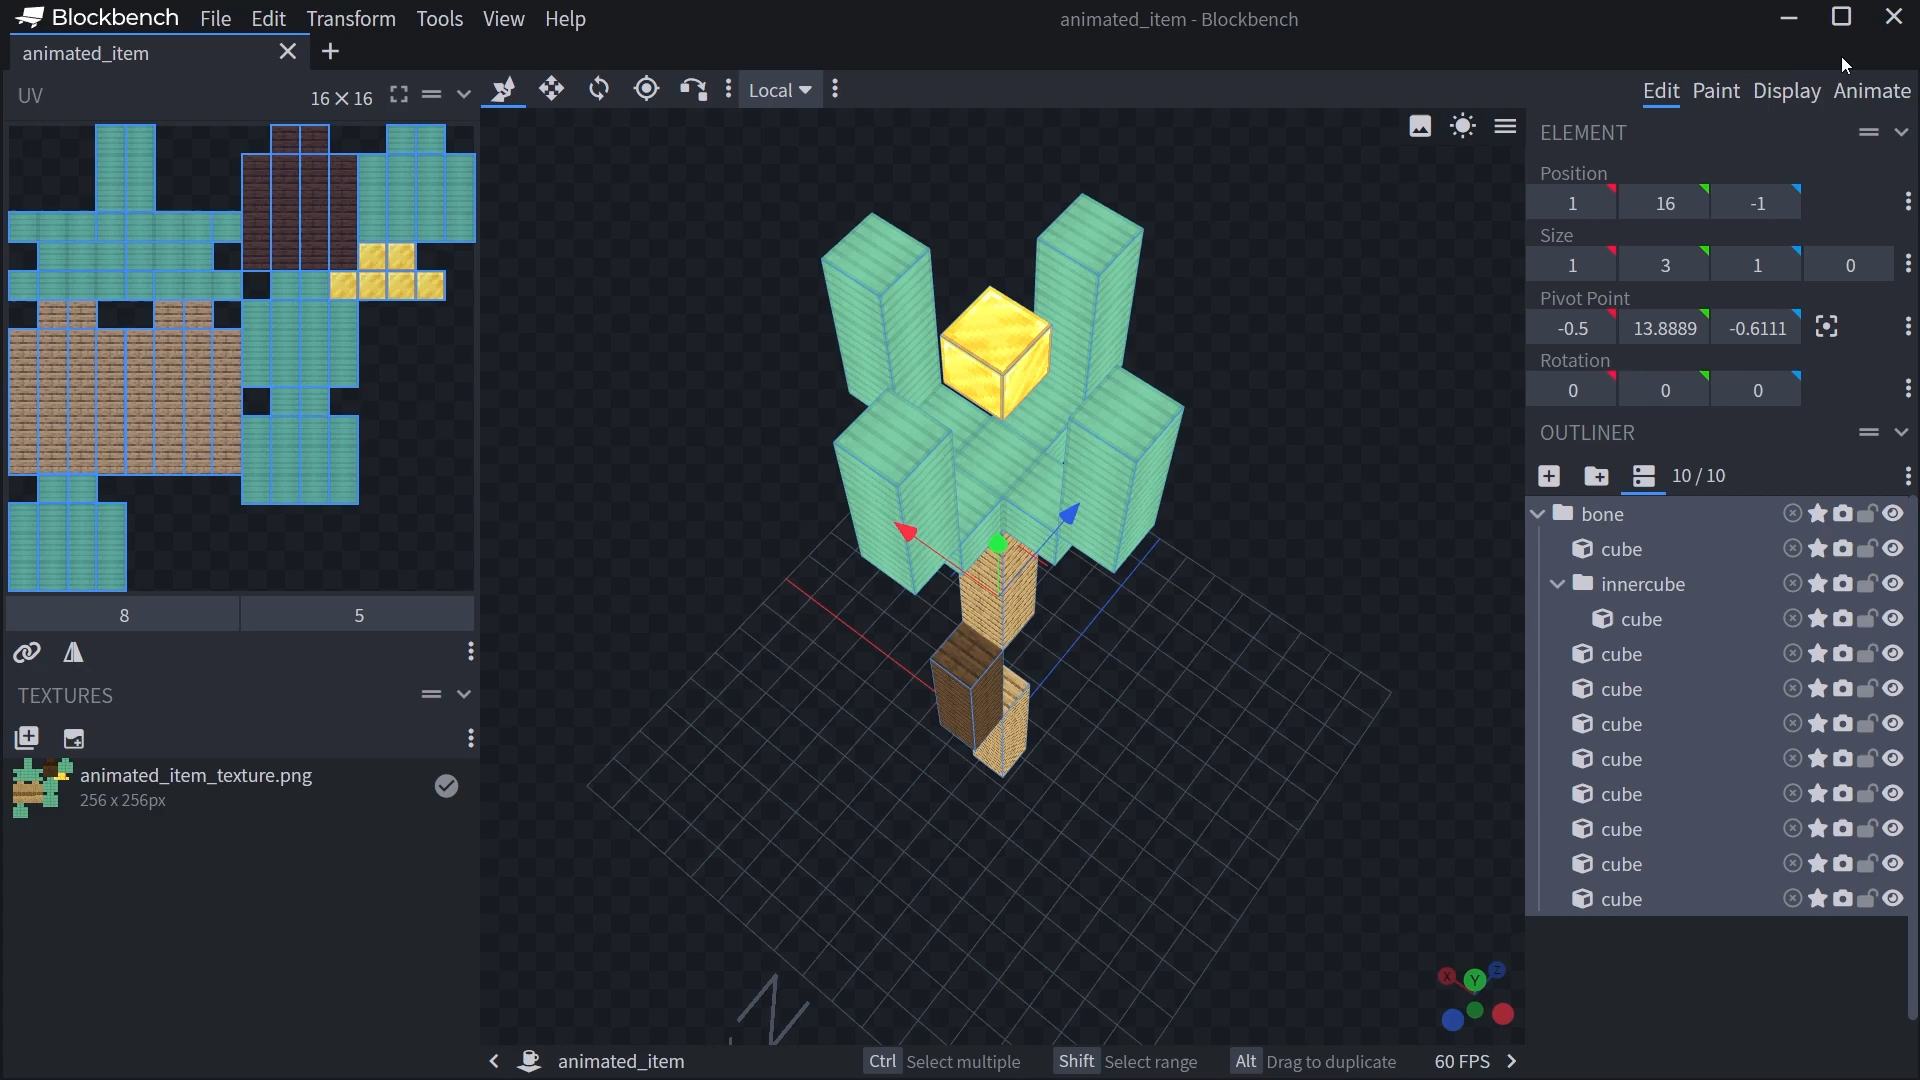 Blockbench File Edit Transform Tools View Help animated_item - Blockbench
animated_item
UV 16×16 Local Edit Paint Display Animate
ELEMENT
Position
1 16 -1
Size
1 3 1 0
Pivot Point
-0.5 13.8889 -0.6111
Rotation
0 0 0
OUTLINER
10 / 10
bone
cube
innercube
cube
cube
cube
cube
cube
cube
cube
cube
cube
8 5
TEXTURES
animated_item_texture.png
256 x 256px
N
X Y Z
animated_item Ctrl Select multiple Shift Select range Alt Drag to duplicate 60 FPS